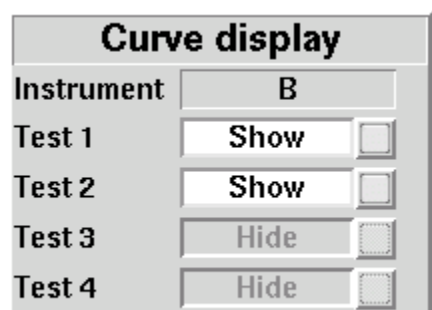 Curve display
Instrument B
Test 1 Show
Test 2 Show
Test 3 Hide
Test 4 Hide